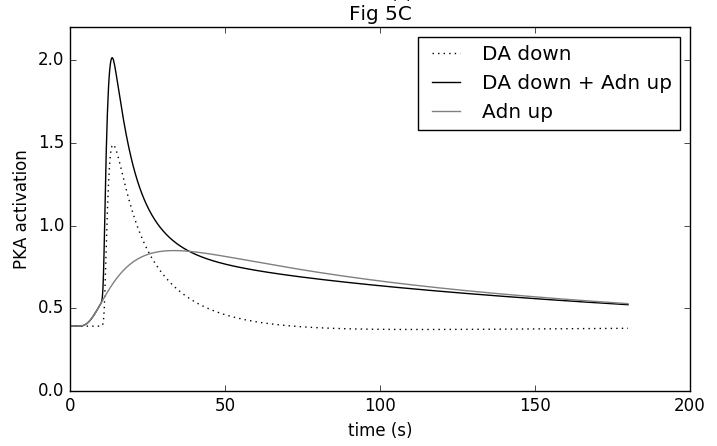 Fig 5C
DA down
DA down + Adn up
Adn up
PKA activation
2.0
1.5
1.0
0.5
0.0
0
50
100
150
200
time (s)